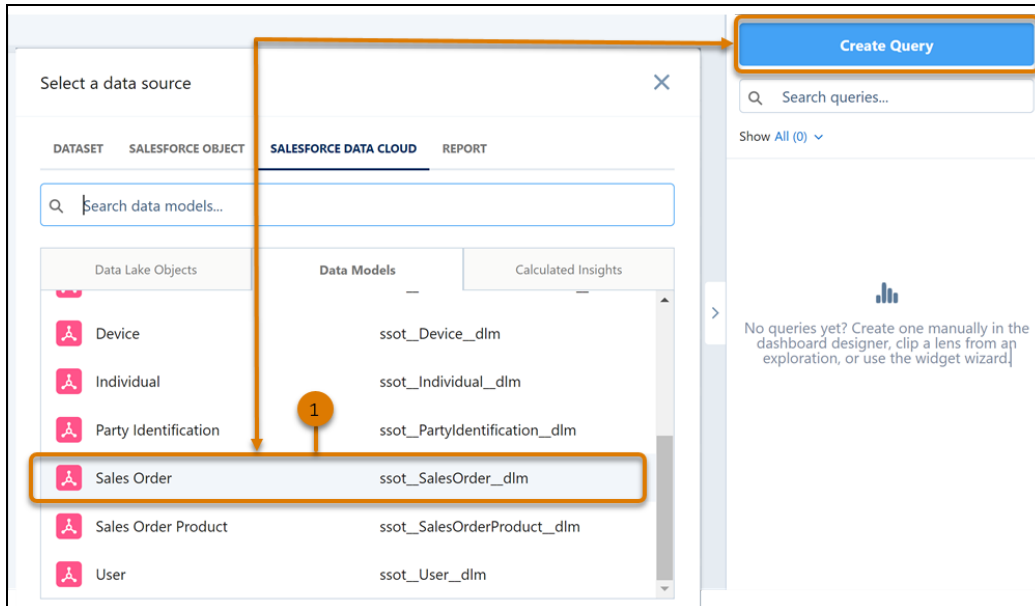 Create Query
Select a data source
Search queries...
Show All (0)
DATASET SALESFORCE OBJECT SALESFORCE DATA CLOUD REPORT
Search data models...
Data Lake Objects Data Models Calculated Insights
Device ssot__Device__dlm
No queries yet? Create one manually in the
dashboard designer, clip a lens from an
exploration, or use the widget wizard.
Individual ssot__Individual__dlm
1
Party Identification ssot__PartyIdentification__dlm
Sales Order ssot__SalesOrder__dlm
Sales Order Product ssot__SalesOrderProduct__dlm
User ssot__User__dlm